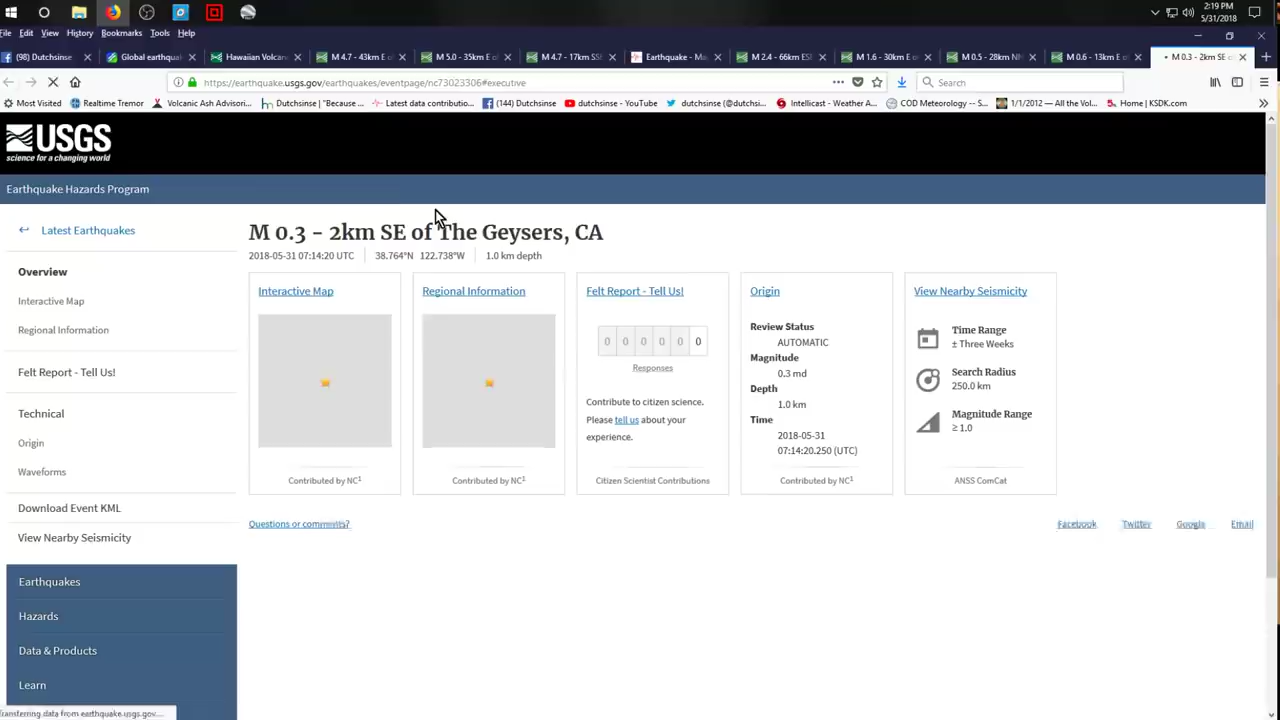 2:19 PM
5/31/2018
File Edit View History Bookmarks Tools Help
(98) Dutchsinse
Global earthqua
Hawaiian Volcan
M 4.7 - 43km E o
M 5.0 - 35km E
M 4.7 - 17km SS
Earthquake - Ma
M 2.4 - 66km ES
M 1.6 - 30km E o
M 0.5 - 28km NN
M 0.6 - 13km E o
M 0.3 - 2km SE o
https://earthquake.usgs.gov/earthquakes/eventpage/nc73023306#executive
Search
Most Visited
Realtime Tremor
Volcanic Ash Advisori...
Dutchsinse | "Because ...
Latest data contributio...
(144) Dutchsinse
dutchsinse - YouTube
dutchsinse (@dutchsi...
Intellicast - Weather A...
COD Meteorology -- S...
1/1/2012 — All the Vol...
Home | KSDK.com
USGS
science for a changing world
Earthquake Hazards Program
Latest Earthquakes
Overview
Interactive Map
Regional Information
Felt Report - Tell Us!
Technical
Origin
Waveforms
Download Event KML
View Nearby Seismicity
Earthquakes
Hazards
Data & Products
Learn
M 0.3 - 2km SE of The Geysers, CA
2018-05-31 07:14:20 UTC
38.764°N 122.738°W
1.0 km depth
Interactive Map
Contributed by NC1
Regional Information
Contributed by NC1
Felt Report - Tell Us!
0 0 0 0 0 0
Responses
Contribute to citizen science.
Please tell us about your
experience.
Citizen Scientist Contributions
Origin
Review Status
AUTOMATIC
Magnitude
0.3 md
Depth
1.0 km
Time
2018-05-31
07:14:20.250 (UTC)
Contributed by NC1
View Nearby Seismicity
Time Range
± Three Weeks
Search Radius
250.0 km
Magnitude Range
≥ 1.0
ANSS ComCat
Questions or comments?
Facebook
Twitter
Google
Email
Transferring data from earthquake.usgs.gov...